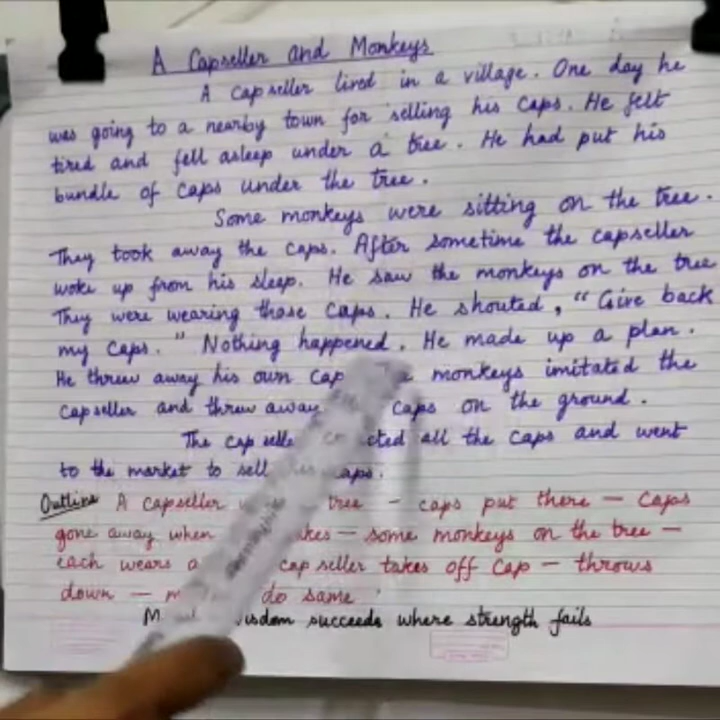 A Capseller and Monkeys
A capseller lived in a village. One day he
was going to a nearby town for selling his caps. He felt
tired and fell asleep under a tree. He had put his
bundle of caps under the tree.
Some monkeys were sitting on the tree.
They took away the caps. After sometime the capseller
woke up from his sleep. He saw the monkeys on the tree
They were wearing those caps. He shouted, "Give back
my caps." Nothing happened. He made up a plan.
He threw away his own cap monkeys imitated the
capseller and threw away caps on the ground.
The cap all the caps and went
to the market to sell caps.
Outline A capseller tree – caps put there – Caps
gone away when – some monkeys on the tree –
each wears a cap seller takes off cap – throws
down – do same
succeeds where strength fails